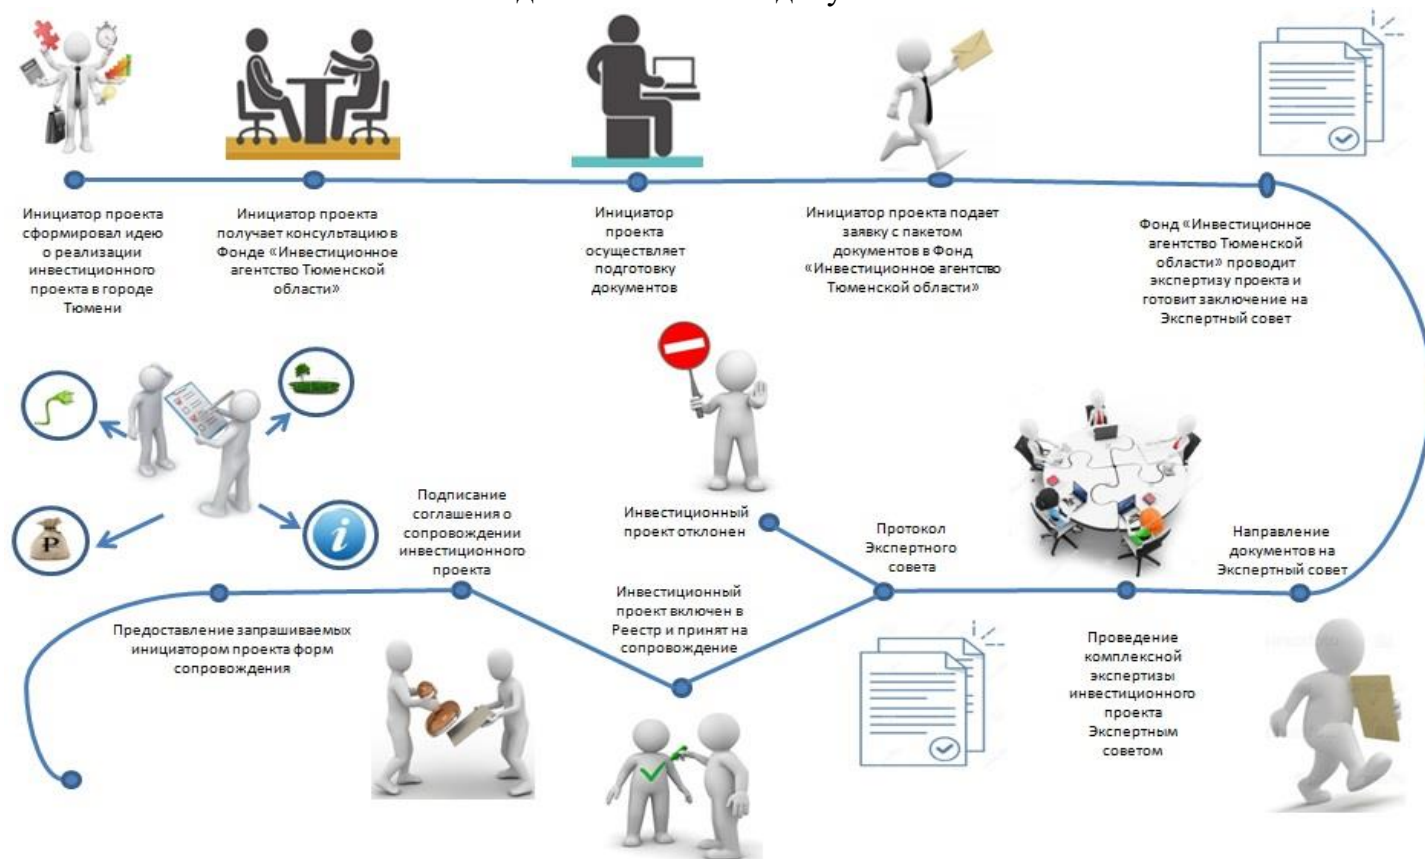 Инициатор проекта
сформировал идею
о реализации
инвестиционного
проекта в городе
Тюмени
Инициатор проекта
получает консультацию в
Фонде «Инвестиционное
агентство Тюменской
области»
Инициатор
проекта
осуществляет
подготовку
документов
Инициатор проекта подает
заявку с пакетом
документов в Фонд
«Инвестиционное агентство
Тюменской области»
Фонд «Инвестиционное
агентство Тюменской
области» проводит
экспертизу проекта и
готовит заключение на
Экспертный совет
Направление
документов на
Экспертный совет
Проведение
комплексной
экспертизы
инвестиционного
проекта
Экспертным
советом
Протокол
Экспертного
совета
Инвестиционный
проект отклонен
Инвестиционный
проект включен в
Реестр и принят на
сопровождение
Подписание
соглашения о
сопровождении
инвестиционного
проекта
Предоставление запрашиваемых
инициатором проекта форм
сопровождения
i
₽